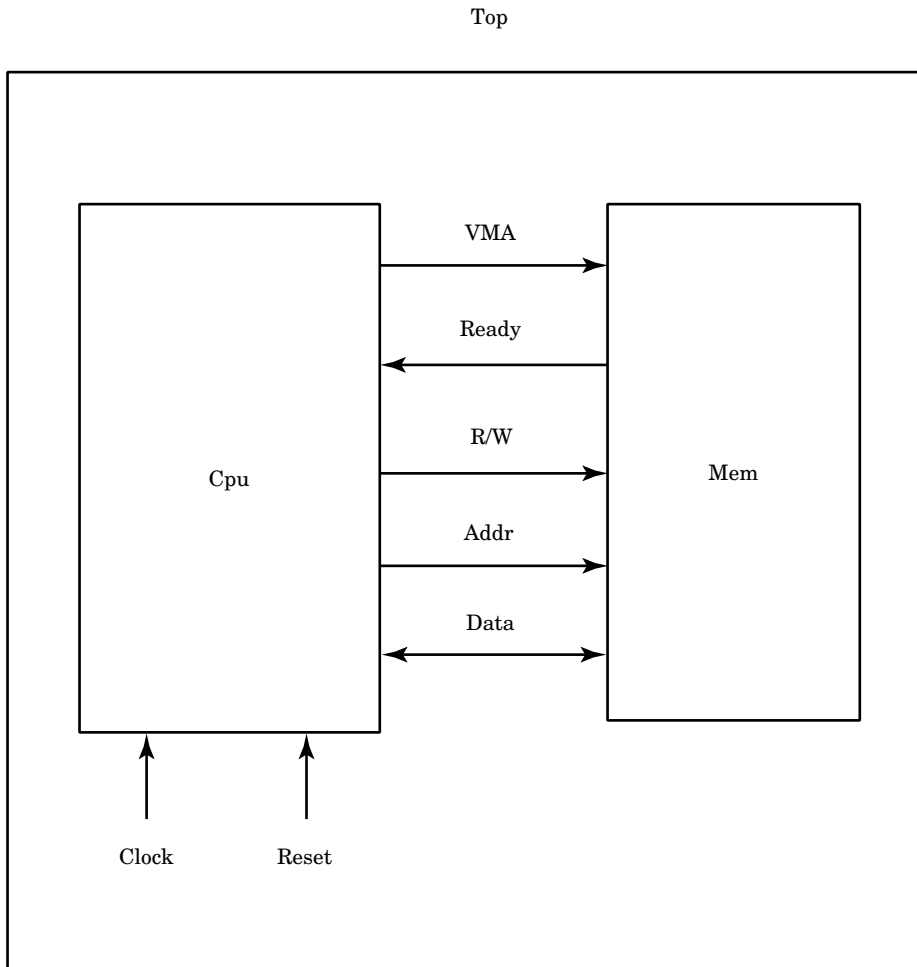 Top
VMA
Ready
R/W
Cpu
Mem
Addr
Data
Clock
Reset